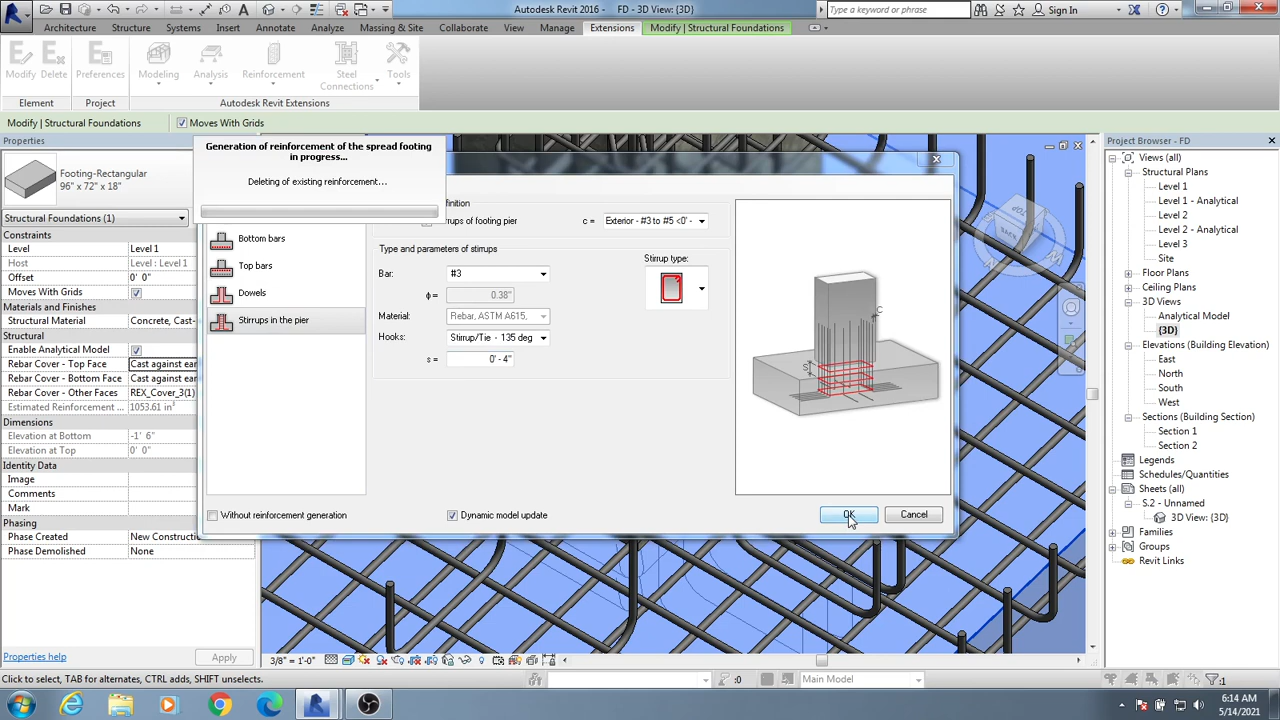 Autodesk Revit 2016 -    FD - 3D View: {3D}
Type a keyword or phrase
Sign In
Architecture Structure Systems Insert Annotate Analyze Massing & Site Collaborate View Manage Extensions Modify | Structural Foundations
Modify Delete Preferences Modeling Analysis Reinforcement Steel Connections Tools
Element Project Autodesk Revit Extensions
Modify | Structural Foundations Moves With Grids
Properties
Footing-Rectangular
96" x 72" x 18"
Structural Foundations (1)
Constraints
Level Level 1
Host Level : Level 1
Offset 0' 0"
Moves With Grids
Materials and Finishes
Structural Material Concrete, Cast-
Structural
Enable Analytical Model
Rebar Cover - Top Face Cast against ear
Rebar Cover - Bottom Face Cast against ear
Rebar Cover - Other Faces REX_Cover_3(1)
Estimated Reinforcement 1053.61 in³
Dimensions
Elevation at Bottom -1' 6"
Elevation at Top 0' 0"
Identity Data
Image
Comments
Mark
Phasing
Phase Created New Constructi
Phase Demolished None
Properties help Apply
Generation of reinforcement of the spread footing
in progress...
Deleting of existing reinforcement...
c = Exterior - #3 to #5 <0' -
Bottom bars
Top bars
Dowels
Stirrups in the pier
Type and parameters of stirrups
Bar: #3
ϕ = 0.38"
Material: Rebar, ASTM A615,
Hooks: Stirrup/Tie - 135 deg
s = 0' - 4"
Stirrup type:
C
S
Without reinforcement generation Dynamic model update OK Cancel
BACK
Project Browser - FD
Views (all)
Structural Plans
Level 1
Level 1 - Analytical
Level 2
Level 2 - Analytical
Level 3
Site
Floor Plans
Ceiling Plans
3D Views
Analytical Model
{3D}
Elevations (Building Elevation)
East
North
South
West
Sections (Building Section)
Section 1
Section 2
Legends
Schedules/Quantities
Sheets (all)
S.2 - Unnamed
3D View: {3D}
Families
Groups
Revit Links
3/8" = 1'-0"
Click to select, TAB for alternates, CTRL adds, SHIFT unselects. :0 Main Model :1
6:14 AM
5/14/2021